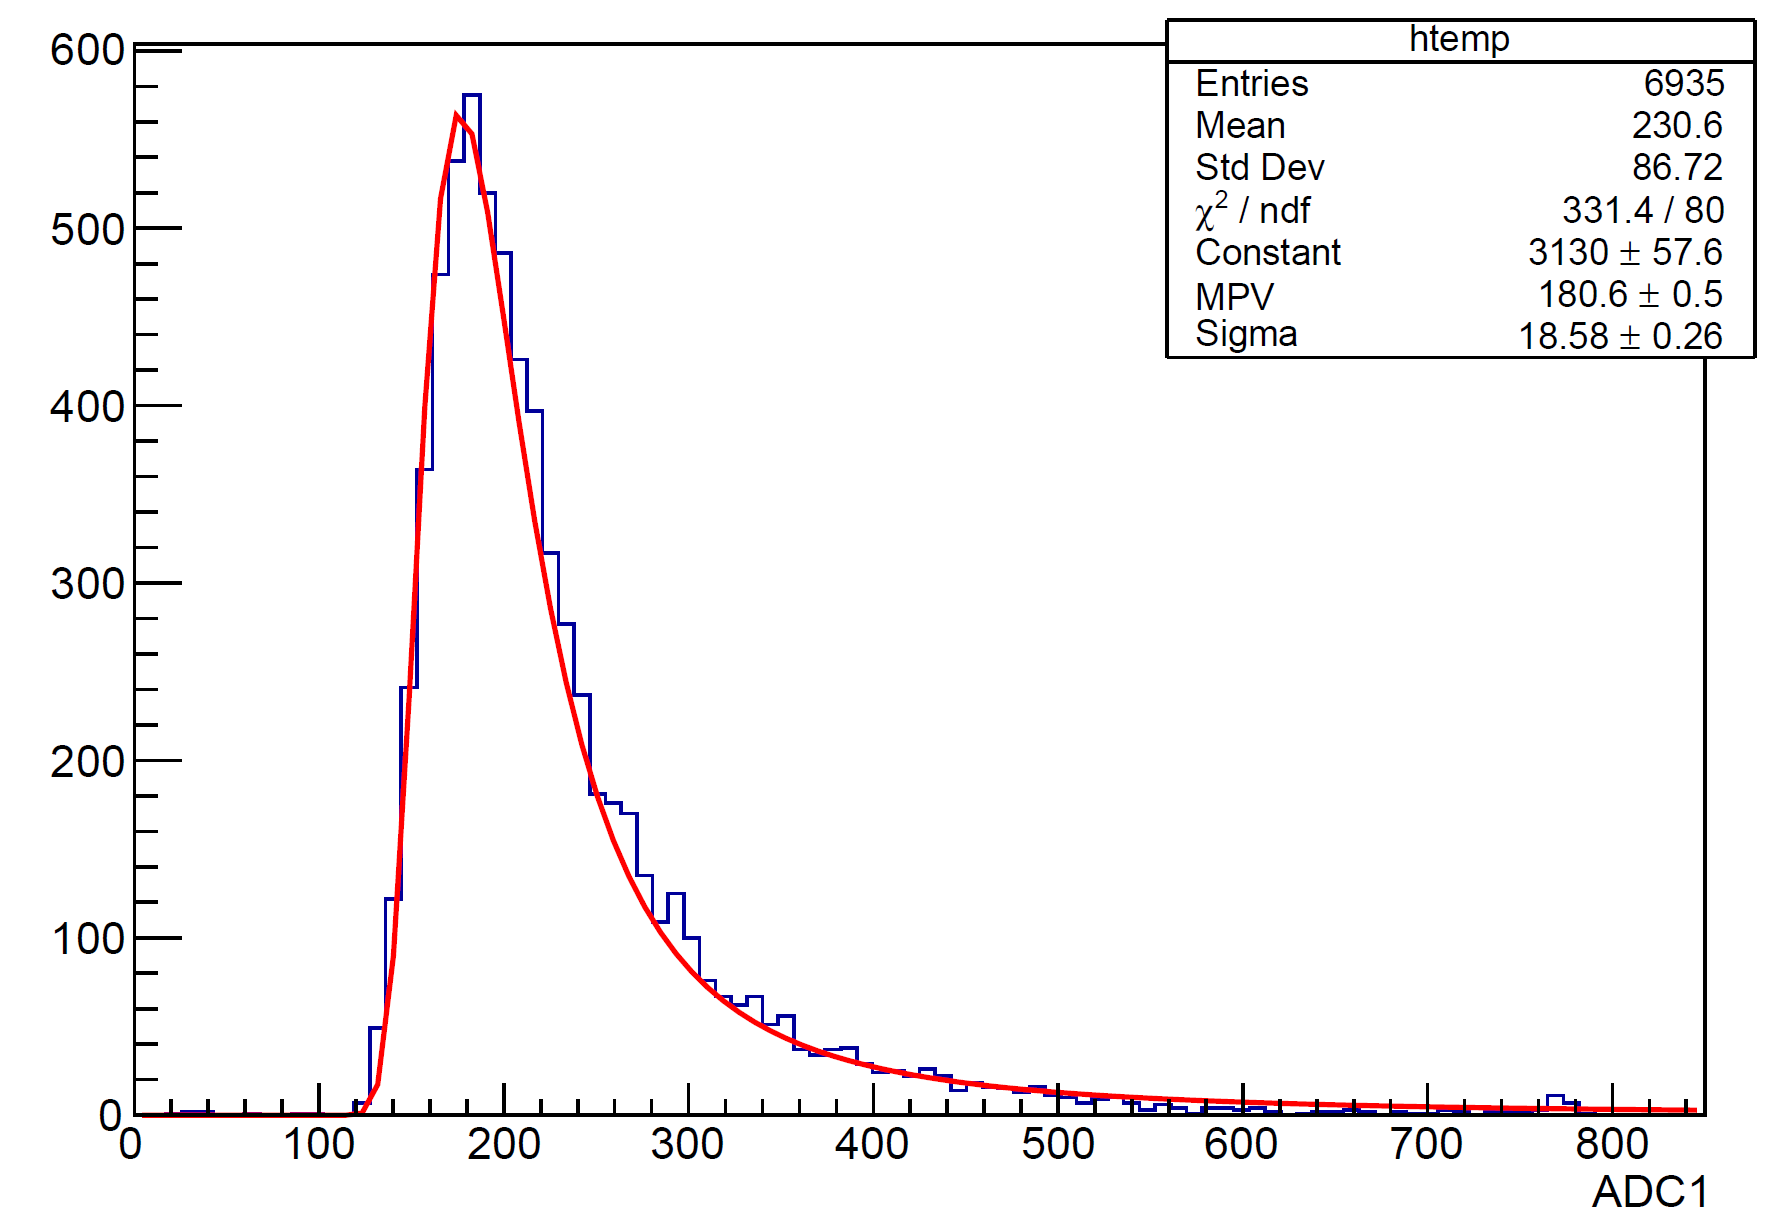 htemp
Entries 6935
Mean 230.6
Std Dev 86.72
χ² / ndf 331.4 / 80
Constant 3130 ± 57.6
MPV 180.6 ± 0.5
Sigma 18.58 ± 0.26
600
500
400
300
200
100
0
0 100 200 300 400 500 600 700 800
ADC1